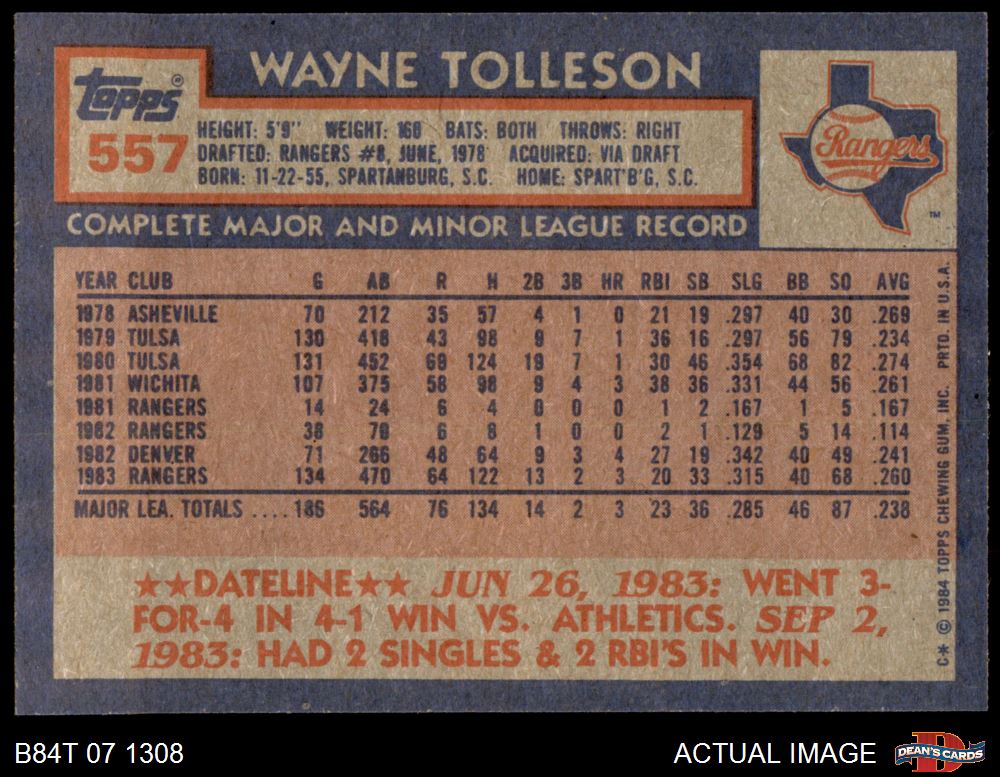 WAYNE TOLLESON
Topps®
557
HEIGHT: 5'9" WEIGHT: 160 BATS: BOTH THROWS: RIGHT
DRAFTED: RANGERS #8, JUNE, 1978 ACQUIRED: VIA DRAFT
BORN: 11-22-55, SPARTANBURG, S.C. HOME: SPART'B'G, S.C.
Rangers
TM
COMPLETE MAJOR AND MINOR LEAGUE RECORD
YEAR CLUB G AB R H 2B 3B HR RBI SB SLG BB SO AVG
1978 ASHEVILLE 70 212 35 57 4 1 0 21 19 .297 40 30 .269
1979 TULSA 130 418 43 98 9 7 1 36 16 .297 56 79 .234
1980 TULSA 131 452 69 124 19 7 1 30 46 .354 68 82 .274
1981 WICHITA 107 375 58 98 9 4 3 38 36 .331 44 56 .261
1981 RANGERS 14 24 6 4 0 0 0 1 2 .167 1 5 .167
1982 RANGERS 38 70 6 8 1 0 0 2 1 .129 5 14 .114
1982 DENVER 71 266 48 64 9 3 4 27 19 .342 40 49 .241
1983 RANGERS 134 470 64 122 13 2 3 20 33 .315 40 68 .260
MAJOR LEA. TOTALS ....186 564 76 134 14 2 3 23 36 .285 46 87 .238
★★DATELINE★★ JUN 26, 1983: WENT 3-
FOR-4 IN 4-1 WIN VS. ATHLETICS. SEP 2,
1983: HAD 2 SINGLES & 2 RBI'S IN WIN.
C* © 1984 TOPPS CHEWING GUM, INC. PRTD. IN U.S.A.
B84T 07 1308
ACTUAL IMAGE
DEAN'S CARDS